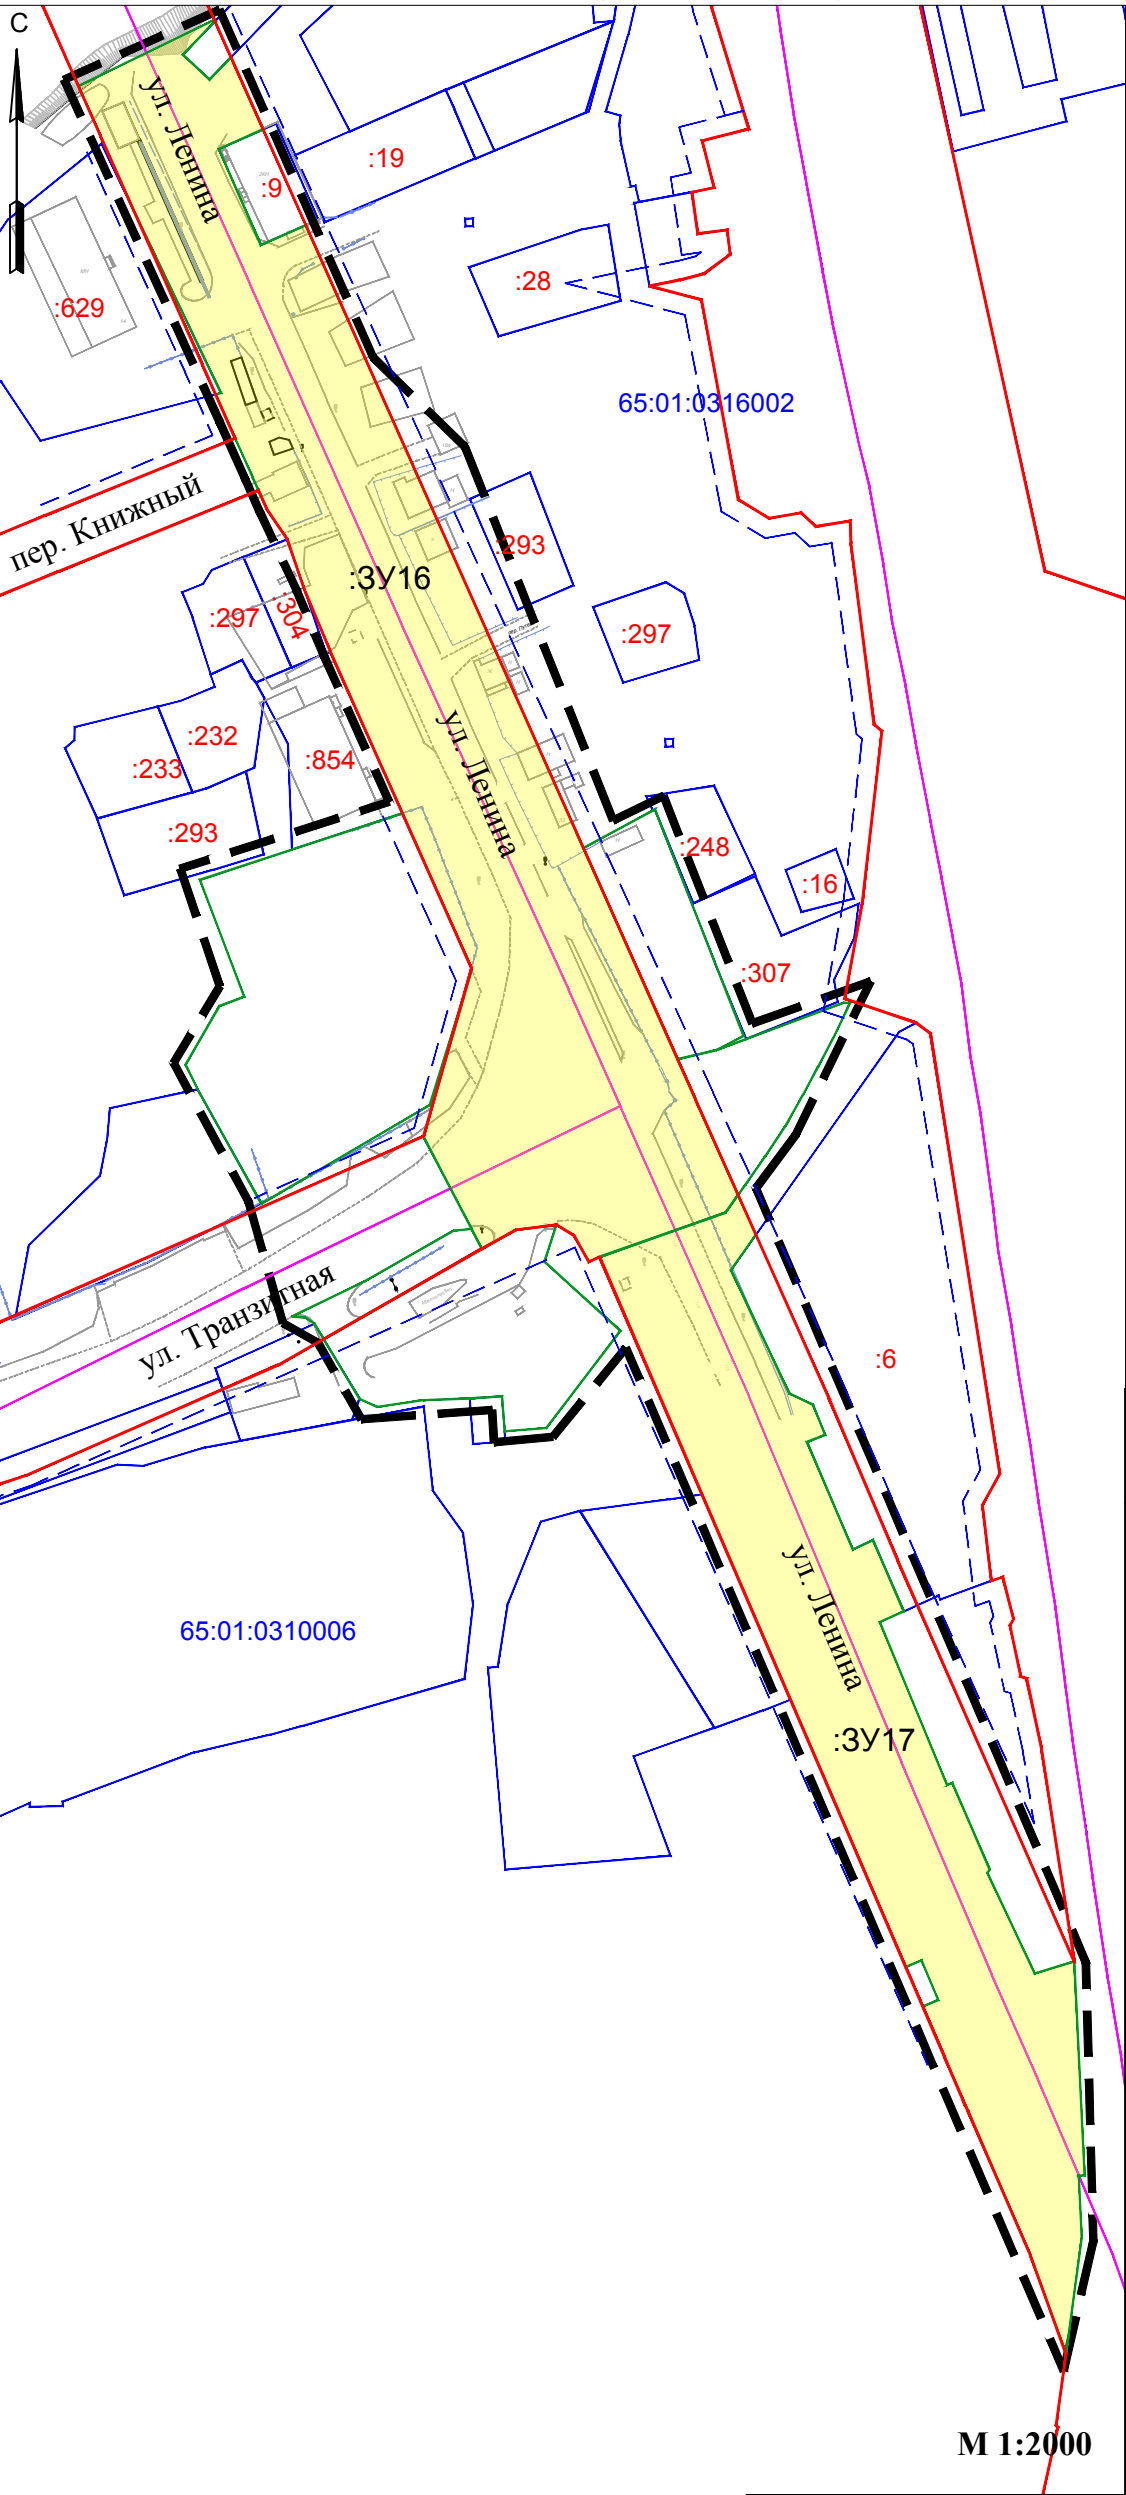 С
ул. Ленина
:19
:9
:28
:629
65:01:0316002
пер. Книжный
:293
:ЗУ16
:297
:304
:297
:232
:233
:854
ул. Ленина
:293
:248
:16
:307
ул. Транзитная
:6
ул. Ленина
65:01:0310006
:ЗУ17
М 1:2000